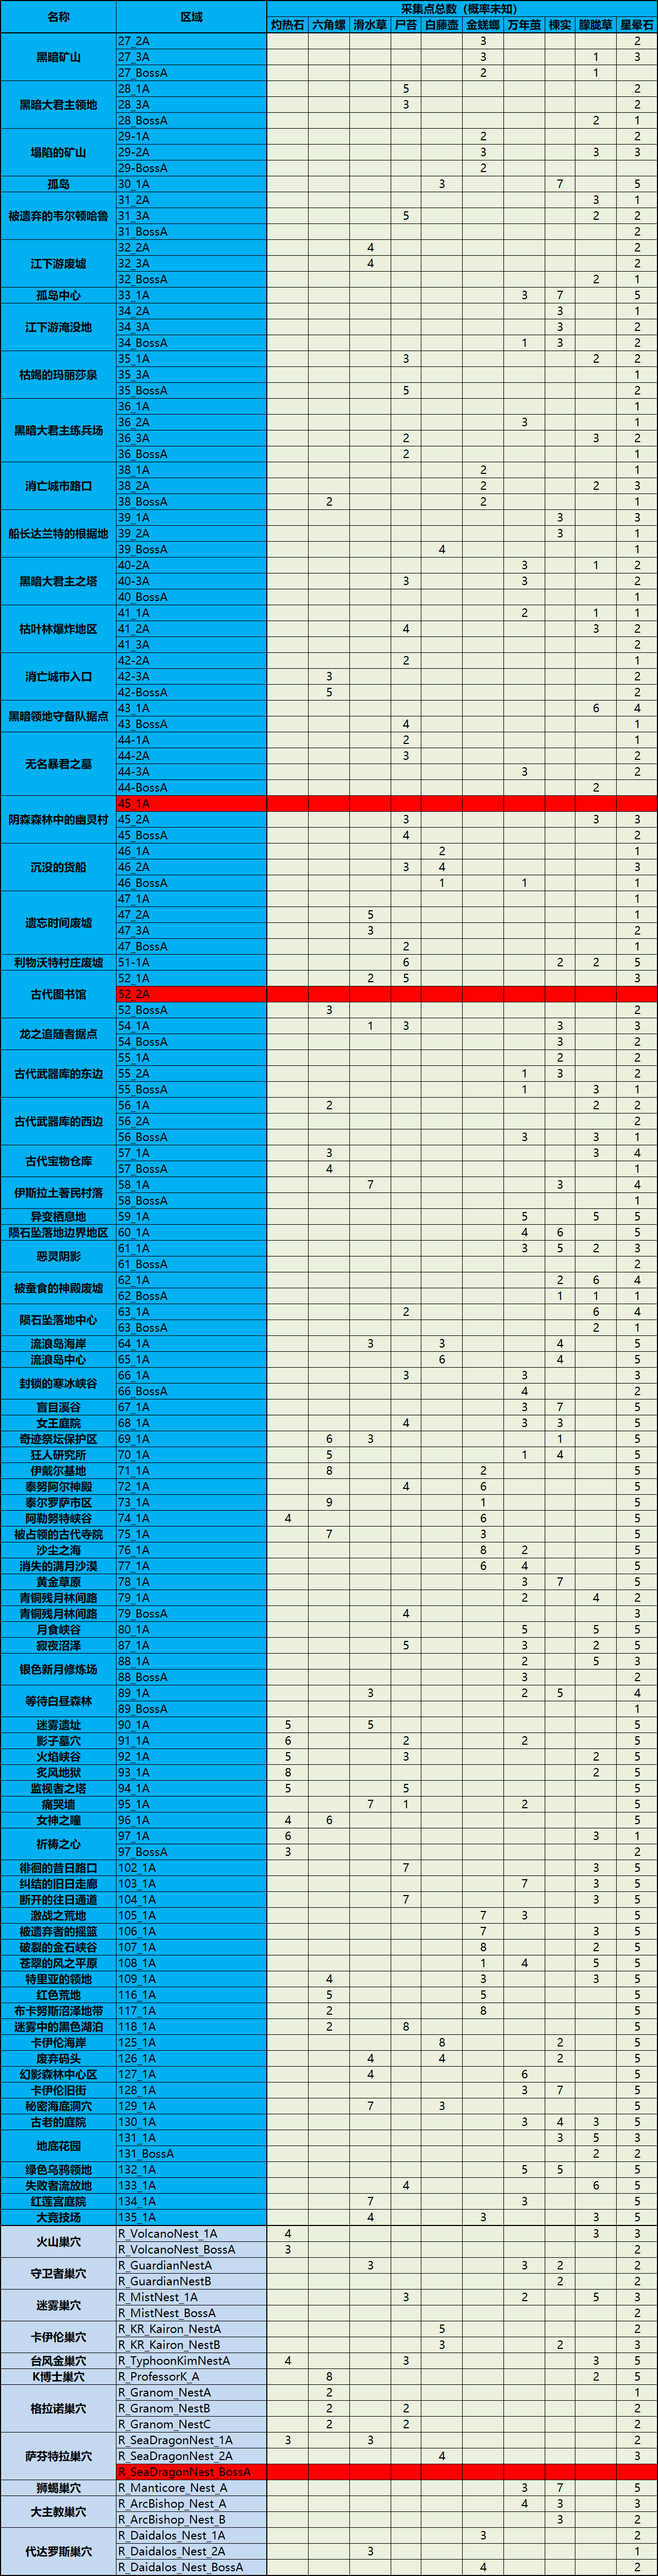 采集点总数（概率未知）
名称 区域 灼热石 六角螺 滑水草 尸苔 白藤壶 金蜣螂 万年茧 楝实 朦胧草 星晕石
黑暗矿山 27_2A 3 2
27_3A 3 1 3
27_BossA 2 1
黑暗大君主领地 28_1A 5 2
28_3A 3 2
28_BossA 2 1
塌陷的矿山 29-1A 2 2
29-2A 3 3 3
29-BossA 2
孤岛 30_1A 3 7 5
被遗弃的韦尔顿哈鲁 31_2A 3 1
31_3A 5 2 2
31_BossA 2
江下游废墟 32_2A 4 2
32_3A 4 2
32_BossA 2 1
孤岛中心 33_1A 3 7 5
江下游淹没地 34_2A 3 1
34_3A 3 2
34_BossA 1 3 2
枯竭的玛丽莎泉 35_1A 3 2 2
35_3A 1
35_BossA 5 2
黑暗大君主练兵场 36_1A 1
36_2A 3 1
36_3A 2 3 2
36_BossA 2 1
消亡城市路口 38_1A 2 1
38_2A 2 2 3
38_BossA 2 2 1
船长达兰特的根据地 39_1A 3 3
39_2A 3 1
39_BossA 4 1
黑暗大君主之塔 40-2A 3 1 2
40-3A 3 3 2
40_BossA 1
枯叶林爆炸地区 41_1A 2 1 1
41_2A 4 3 2
41_3A 2
消亡城市入口 42-2A 2 1
42-3A 3 2
42-BossA 5 2
黑暗领地守备队据点 43_1A 6 4
43_BossA 4 1
无名暴君之墓 44-1A 2 1
44-2A 3 2
44-3A 3 2
44-BossA 2
阴森森林中的幽灵村 45_1A
45_2A 3 3 3
45_BossA 4 2
沉没的货船 46_1A 2 1
46_2A 3 4 3
46_BossA 1 1 1
遗忘时间废墟 47_1A 1
47_2A 5 1
47_3A 3 2
47_BossA 2 1
利物沃特村庄废墟 51-1A 6 2 2 5
古代图书馆 52_1A 2 5 3
52_2A
52_BossA 3 2
龙之追随者据点 54_1A 1 3 3 3
54_BossA 3 2
古代武器库的东边 55_1A 2 2
55_2A 1 3 2
55_BossA 1 3 1
古代武器库的西边 56_1A 2 2 2
56_2A 2
56_BossA 3 3 1
古代宝物仓库 57_1A 3 3 4
57_BossA 4 1
伊斯拉土著民村落 58_1A 7 3 4
58_BossA 1
异变栖息地 59_1A 5 5 5
陨石坠落地边界地区 60_1A 4 6 5
恶灵阴影 61_1A 3 5 2 3
61_BossA 2
被蚕食的神殿废墟 62_1A 2 6 4
62_BossA 1 1 1
陨石坠落地中心 63_1A 2 6 4
63_BossA 2 1
流浪岛海岸 64_1A 3 3 4 5
流浪岛中心 65_1A 6 4 5
封锁的寒冰峡谷 66_1A 3 3 3
66_BossA 4 2
盲目溪谷 67_1A 3 7 5
女王庭院 68_1A 4 3 3 5
奇迹祭坛保护区 69_1A 6 3 1 5
狂人研究所 70_1A 5 1 4 5
伊戴尔基地 71_1A 8 2 5
泰努阿尔神殿 72_1A 4 6 5
泰尔罗萨市区 73_1A 9 1 5
阿勒努特峡谷 74_1A 4 6 5
被占领的古代寺院 75_1A 7 3 5
沙尘之海 76_1A 8 2 5
消失的满月沙漠 77_1A 6 4 5
黄金草原 78_1A 3 7 5
青铜残月林间路 79_1A 2 4 2
青铜残月林间路 79_BossA 4 3
月食峡谷 80_1A 5 5 5
寂夜沼泽 87_1A 5 3 2 5
银色新月修炼场 88_1A 2 5 3
88_BossA 3 2
等待白昼森林 89_1A 3 2 5 4
89_BossA 1
迷雾遗址 90_1A 5 5 5
影子墓穴 91_1A 6 2 2 5
火焰峡谷 92_1A 5 3 2 5
炙风地狱 93_1A 8 2 5
监视者之塔 94_1A 5 5 5
痛哭墙 95_1A 7 1 2 5
女神之瞳 96_1A 4 6 5
祈祷之心 97_1A 6 3 1
97_BossA 3 2
徘徊的昔日路口 102_1A 7 3 5
纠结的旧日走廊 103_1A 7 3 5
断开的往日通道 104_1A 7 3 5
激战之荒地 105_1A 7 3 5
被遗弃者的摇篮 106_1A 7 3 5
破裂的金石峡谷 107_1A 8 2 5
苍翠的风之平原 108_1A 1 4 5 5
特里亚的领地 109_1A 4 3 3 5
红色荒地 116_1A 5 5 5
布卡努斯沼泽地带 117_1A 2 8 5
迷雾中的黑色湖泊 118_1A 2 8 5
卡伊伦海岸 125_1A 8 2 5
废弃码头 126_1A 4 4 2 5
幻影森林中心区 127_1A 4 6 5
卡伊伦旧街 128_1A 3 7 5
秘密海底洞穴 129_1A 7 3 5
古老的庭院 130_1A 3 4 3 5
地底花园 131_1A 3 5 3
131_BossA 2 2
绿色乌鸦领地 132_1A 5 5 5
失败者流放地 133_1A 4 6 5
红莲宫庭院 134_1A 7 3 5
大竞技场 135_1A 4 3 3 5
火山巢穴 R_VolcanoNest_1A 4 3 3
R_VolcanoNest_BossA 3 2
守卫者巢穴 R_GuardianNestA 3 3 2 2
R_GuardianNestB 2 2
迷雾巢穴 R_MistNest_1A 3 2 5 3
R_MistNest_BossA 2
卡伊伦巢穴 R_KR_Kairon_NestA 5 2
R_KR_Kairon_NestB 3 2 3
台风金巢穴 R_TyphoonKimNestA 4 3 3 5
K博士巢穴 R_ProfessorK_A 8 2 5
格拉诺巢穴 R_Granom_NestA 2 1
R_Granom_NestB 2 2 2
R_Granom_NestC 2 2 2
萨芬特拉巢穴 R_SeaDragonNest_1A 3 3 2
R_SeaDragonNest_2A 4 3
R_SeaDragonNest_BossA
狮蝎巢穴 R_Manticore_Nest_A 3 7 5
大主教巢穴 R_ArcBishop_Nest_A 4 3 3
R_ArcBishop_Nest_B 3 2
代达罗斯巢穴 R_Daidalos_Nest_1A 3 2
R_Daidalos_Nest_2A 3 1
R_Daidalos_Nest_BossA 4 2